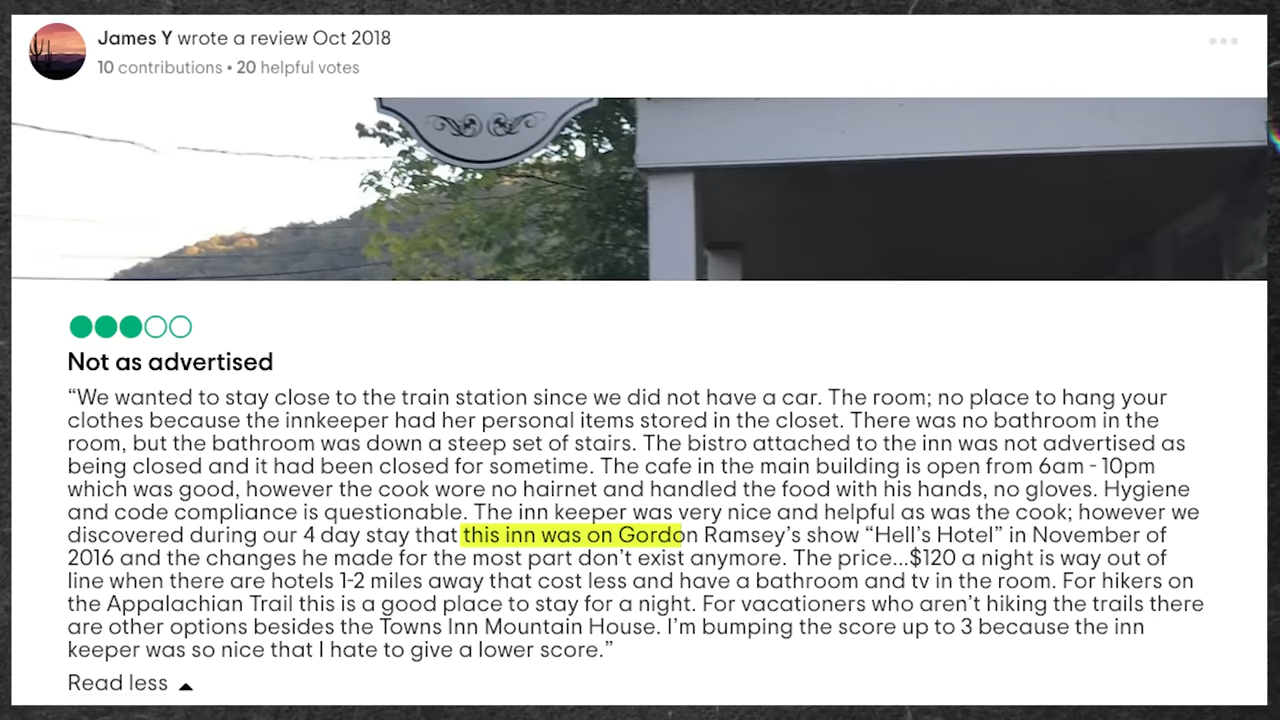 James Y wrote a review Oct 2018
10 contributions • 20 helpful votes
Not as advertised
“We wanted to stay close to the train station since we did not have a car. The room; no place to hang your
clothes because the innkeeper had her personal items stored in the closet. There was no bathroom in the
room, but the bathroom was down a steep set of stairs. The bistro attached to the inn was not advertised as
being closed and it had been closed for sometime. The cafe in the main building is open from 6am - 10pm
which was good, however the cook wore no hairnet and handled the food with his hands, no gloves. Hygiene
and code compliance is questionable. The inn keeper was very nice and helpful as was the cook; however we
discovered during our 4 day stay that this inn was on Gordon Ramsey’s show “Hell’s Hotel” in November of
2016 and the changes he made for the most part don’t exist anymore. The price...$120 a night is way out of
line when there are hotels 1-2 miles away that cost less and have a bathroom and tv in the room. For hikers on
the Appalachian Trail this is a good place to stay for a night. For vacationers who aren’t hiking the trails there
are other options besides the Towns Inn Mountain House. I’m bumping the score up to 3 because the inn
keeper was so nice that I hate to give a lower score.”
Read less